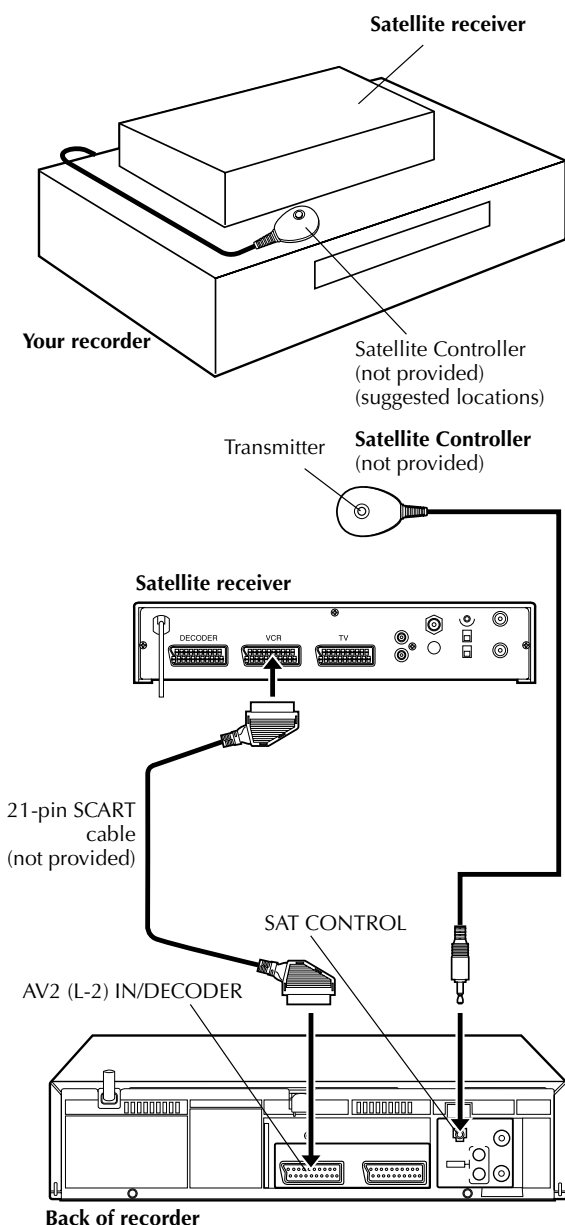 Satellite receiver
Your recorder
Satellite Controller
(not provided)
(suggested locations)
Transmitter
Satellite Controller
(not provided)
Satellite receiver
DECODER
VCR
TV
21-pin SCART
cable
(not provided)
SAT CONTROL
AV2 (L-2) IN/DECODER
Back of recorder